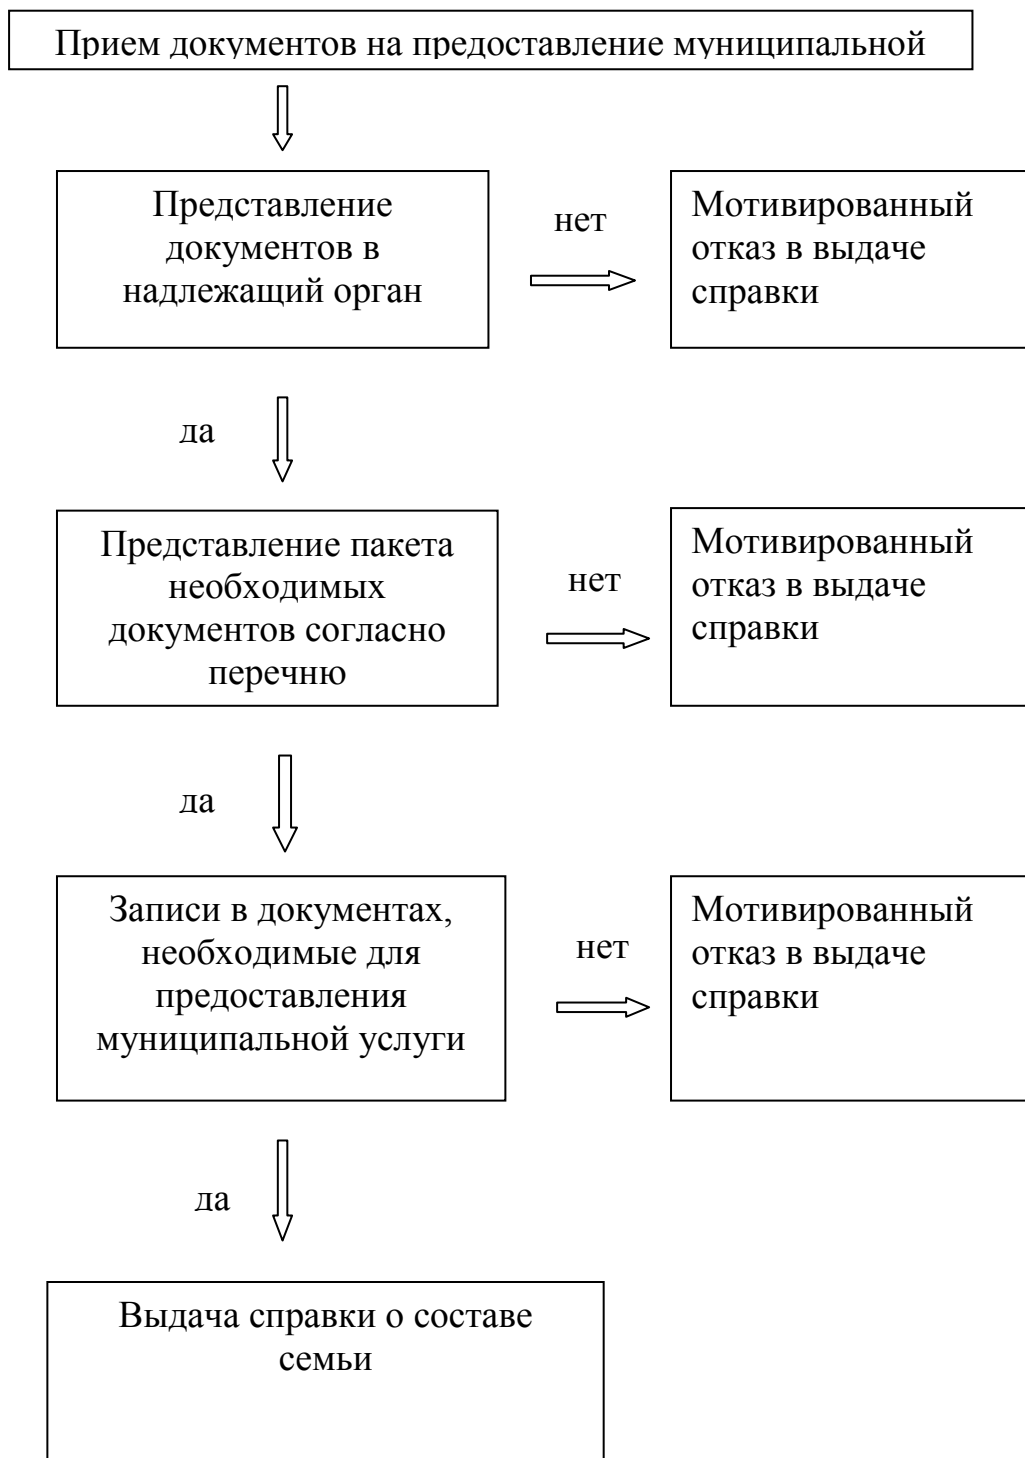 Прием документов на предоставление муниципальной
Представление
документов в
надлежащий орган
нет
Мотивированный
отказ в выдаче
справки
да
Представление пакета
необходимых
документов согласно
перечню
нет
Мотивированный
отказ в выдаче
справки
да
Записи в документах,
необходимые для
предоставления
муниципальной услуги
нет
Мотивированный
отказ в выдаче
справки
да
Выдача справки о составе
семьи